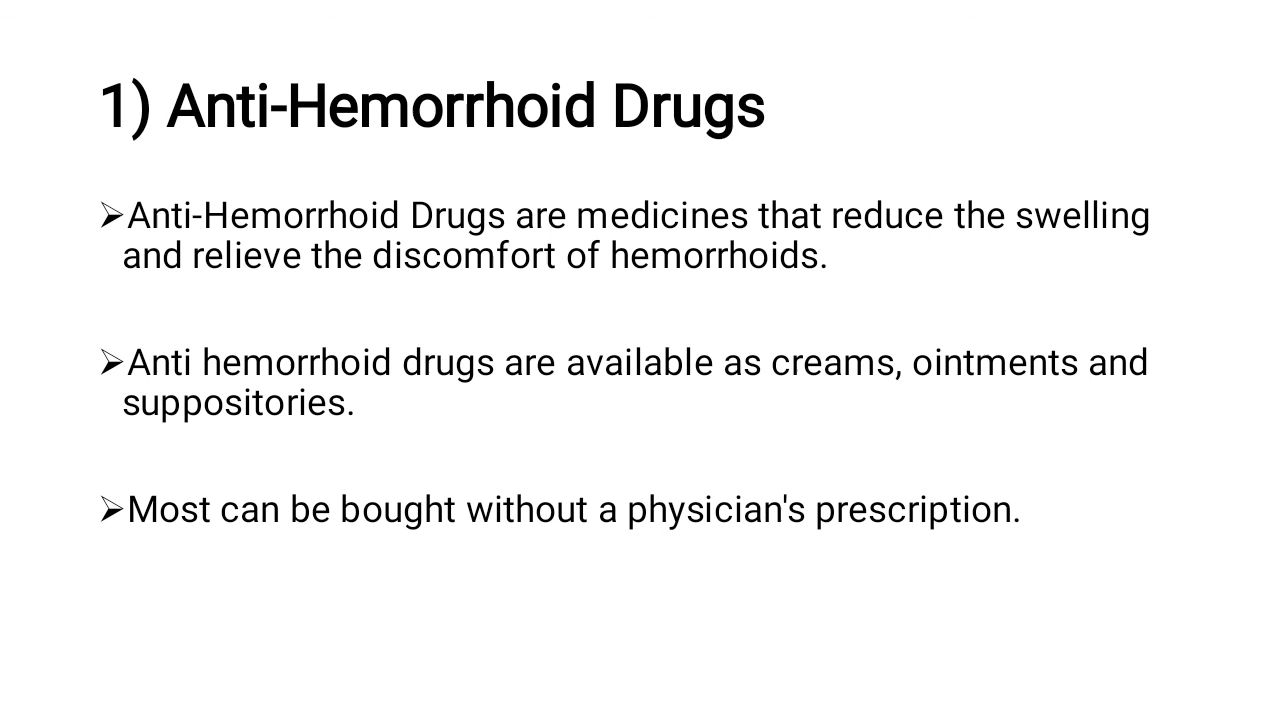 1) Anti-Hemorrhoid Drugs
➢Anti-Hemorrhoid Drugs are medicines that reduce the swelling
and relieve the discomfort of hemorrhoids.
➢Anti hemorrhoid drugs are available as creams, ointments and
suppositories.
➢Most can be bought without a physician's prescription.